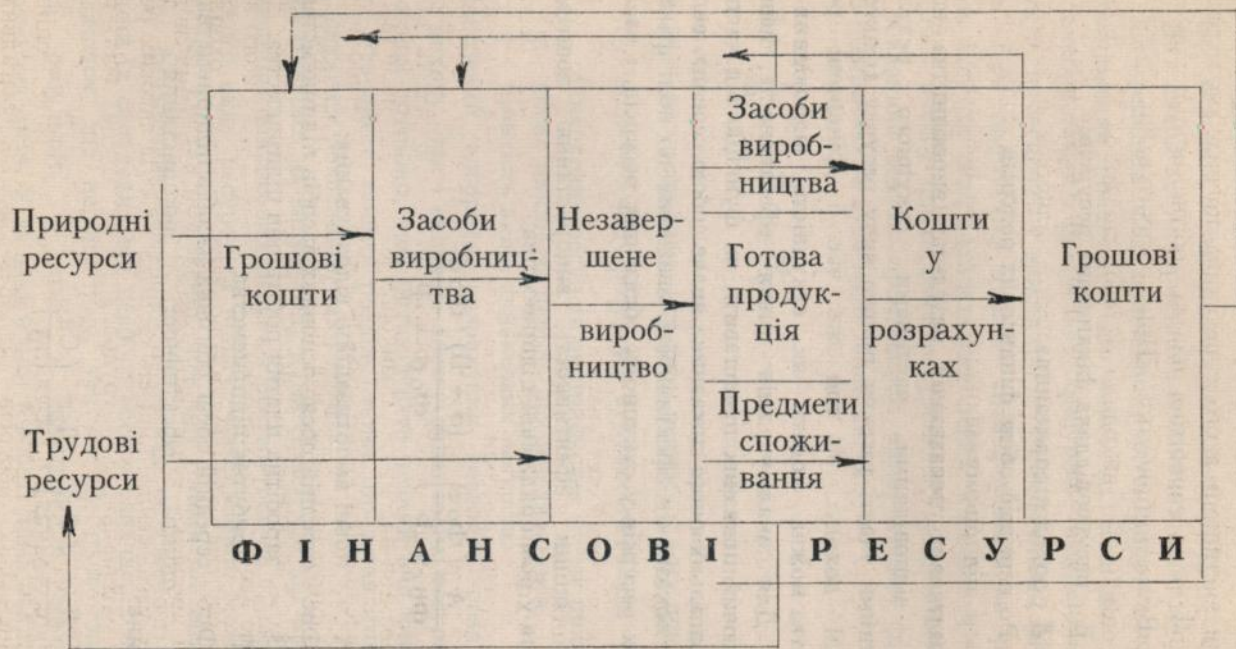 Природні
ресурси
Трудові
ресурси
Грошові
кошти
Засоби
виробниц-
тва
Незавер-
шене
вироб-
ництво
Засоби
вироб-
ництва
Готова
продук-
ція
Предмети
спожи-
вання
Кошти
у
розрахун-
ках
Грошові
кошти
ФІНАНСОВІ РЕСУРСИ